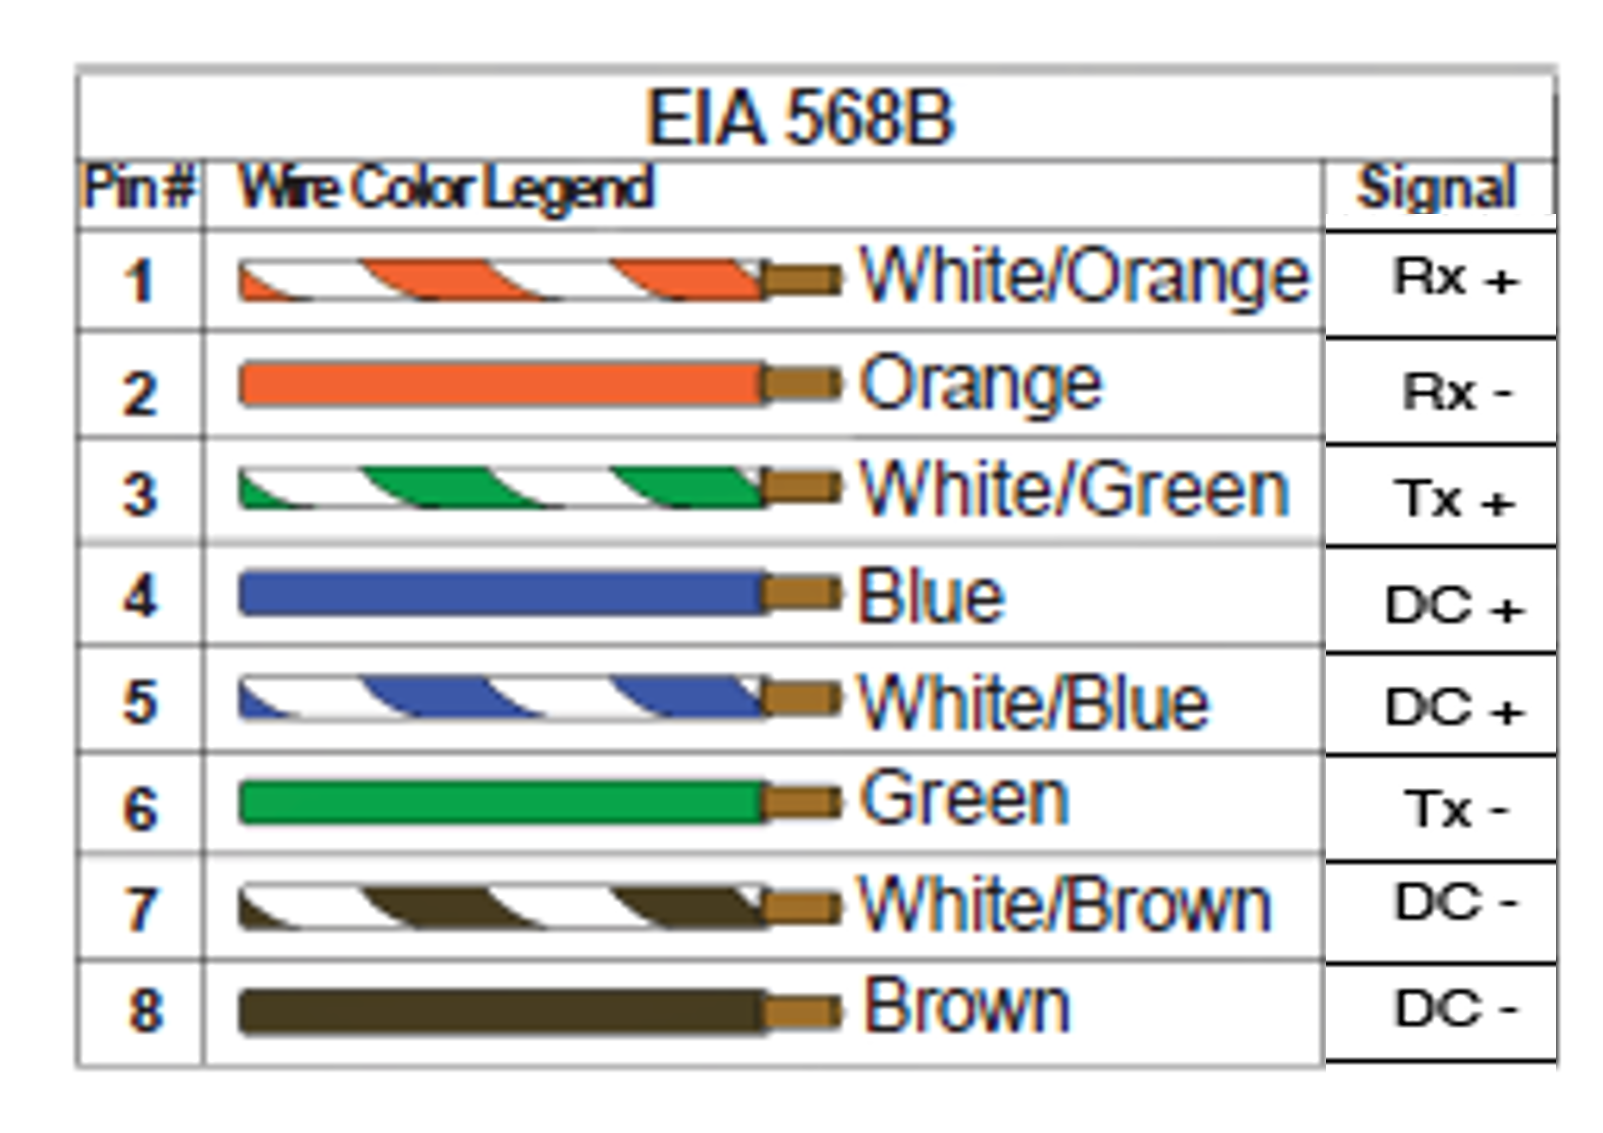 EIA 568B
Pin # Wire Color Legend Signal
1 White/Orange Rx +
2 Orange Rx -
3 White/Green Tx +
4 Blue DC +
5 White/Blue DC +
6 Green Tx -
7 White/Brown DC -
8 Brown DC -